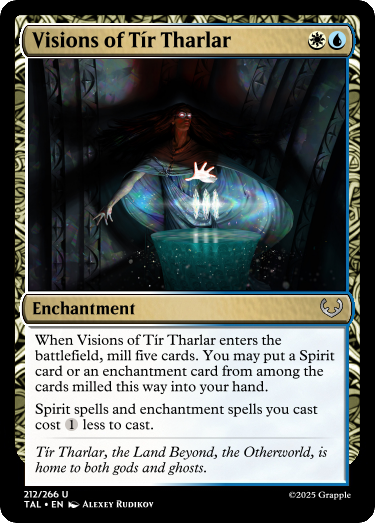 Visions of Tír Tharlar
Enchantment
When Visions of Tír Tharlar enters the
battlefield, mill five cards. You may put a Spirit
card or an enchantment card from among the
cards milled this way into your hand.
Spirit spells and enchantment spells you cast
cost 1 less to cast.
Tír Tharlar, the Land Beyond, the Otherworld, is
home to both gods and ghosts.
212/266 U
TAL • EN Alexey Rudikov
©2025 Grapple